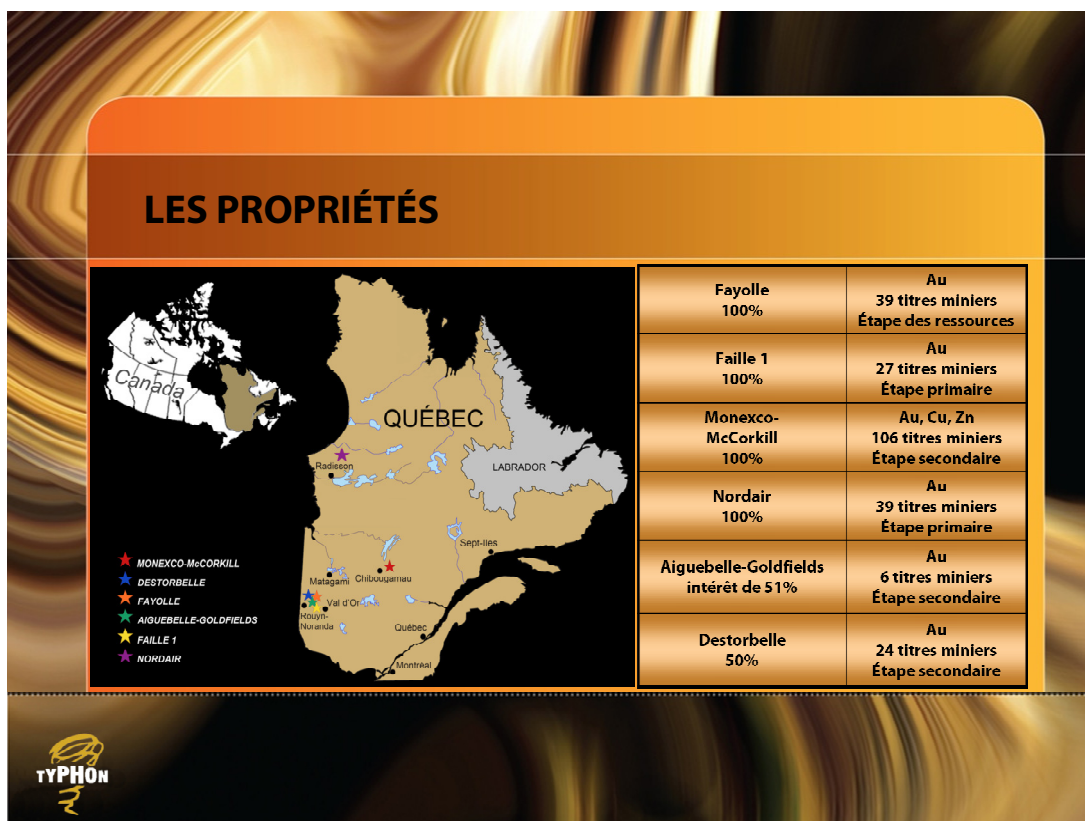 LES PROPRIÉTÉS
Canada
QUÉBEC
LABRADOR
Radisson
Sept-Iles
Matagami
Chibougamau
Val d'Or
Rouyn-
Noranda
Québec
Montréal
MONEXCO-McCORKILL
DESTORBELLE
FAYOLLE
AIGUEBELLE-GOLDFIELDS
FAILLE 1
NORDAIR
Fayolle
100%
Au
39 titres miniers
Étape des ressources
Faille 1
100%
Au
27 titres miniers
Étape primaire
Monexco-
McCorkill
100%
Au, Cu, Zn
106 titres miniers
Étape secondaire
Nordair
100%
Au
39 titres miniers
Étape primaire
Aiguebelle-Goldfields
intérêt de 51%
Au
6 titres miniers
Étape secondaire
Destorbelle
50%
Au
24 titres miniers
Étape secondaire
TYPHON